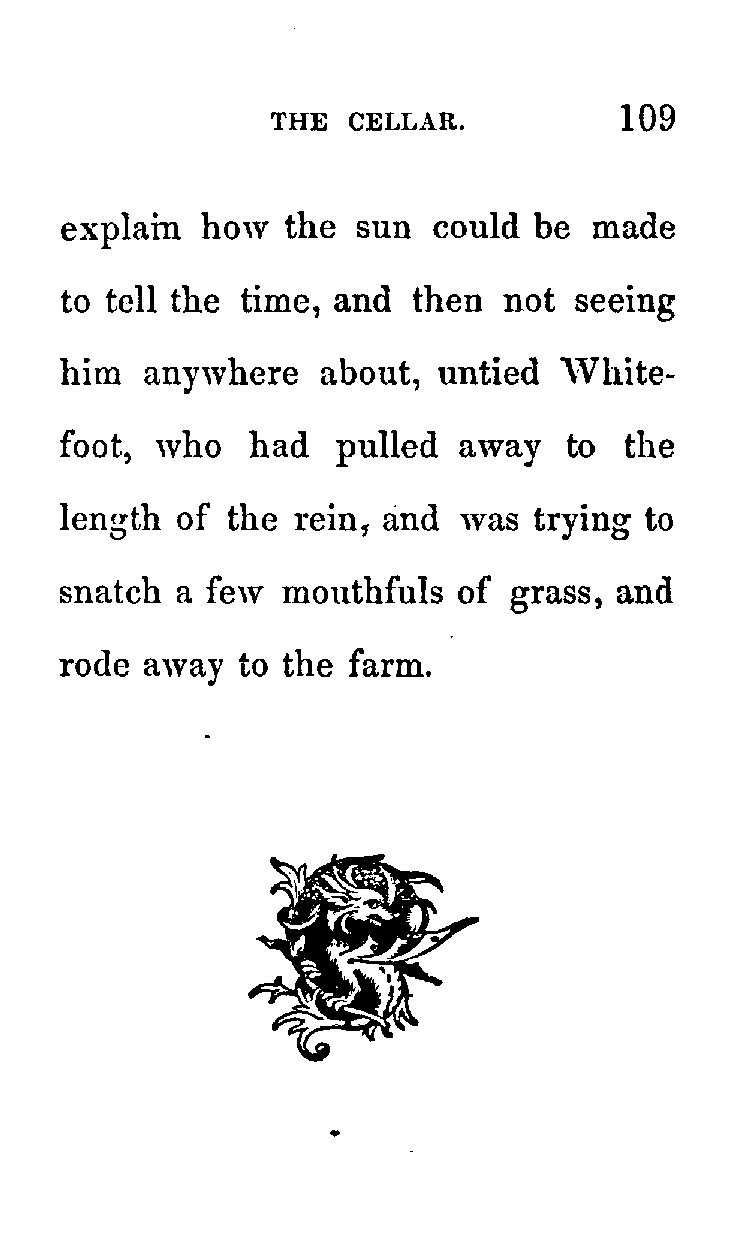 THE CELLAR. 109
explain how the sun could be made
to tell the time, and then not seeing
him anywhere about, untied White-
foot, who had pulled away to the
length of the rein, and was trying to
snatch a few mouthfuls of grass, and
rode away to the farm.